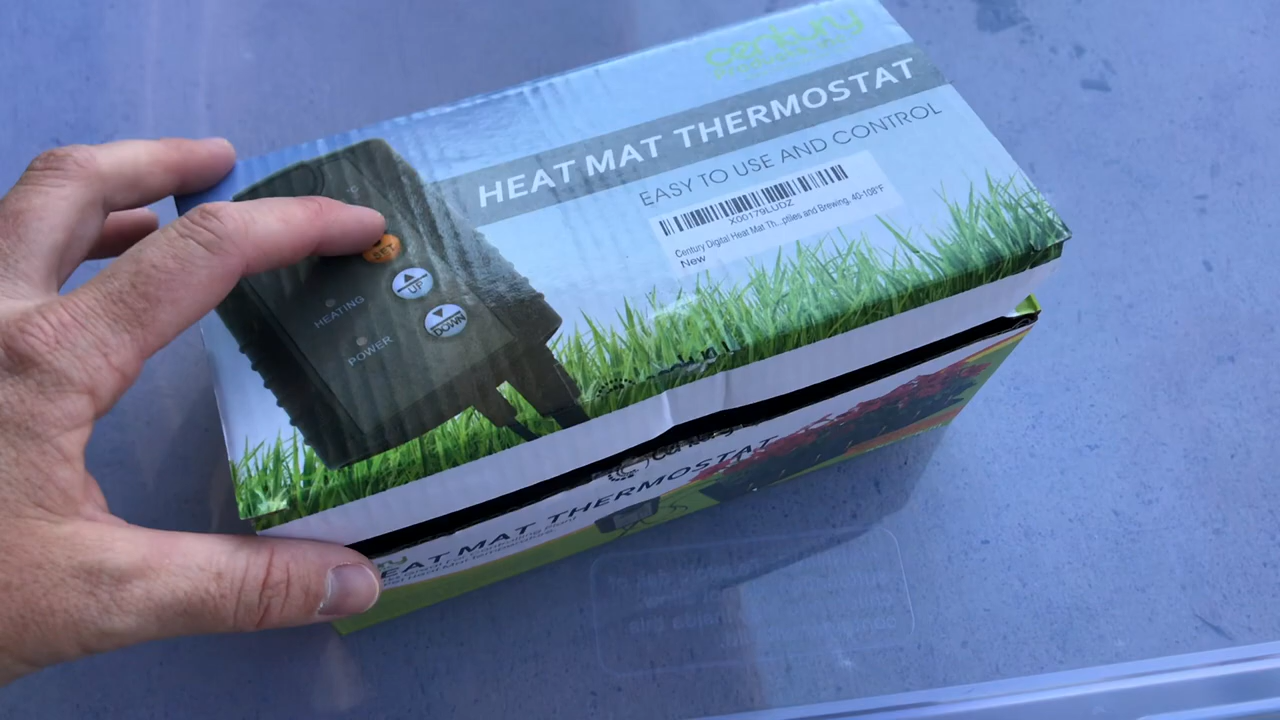 century
HEAT MAT THERMOSTAT
EASY TO USE AND CONTROL
X00179LUDZ
Century Digital Heat Mat Th...ptiles and Brewing, 40-108°F
New
°C
SET
UP
DOWN
HEATING
POWER
century
HEAT MAT THERMOSTAT